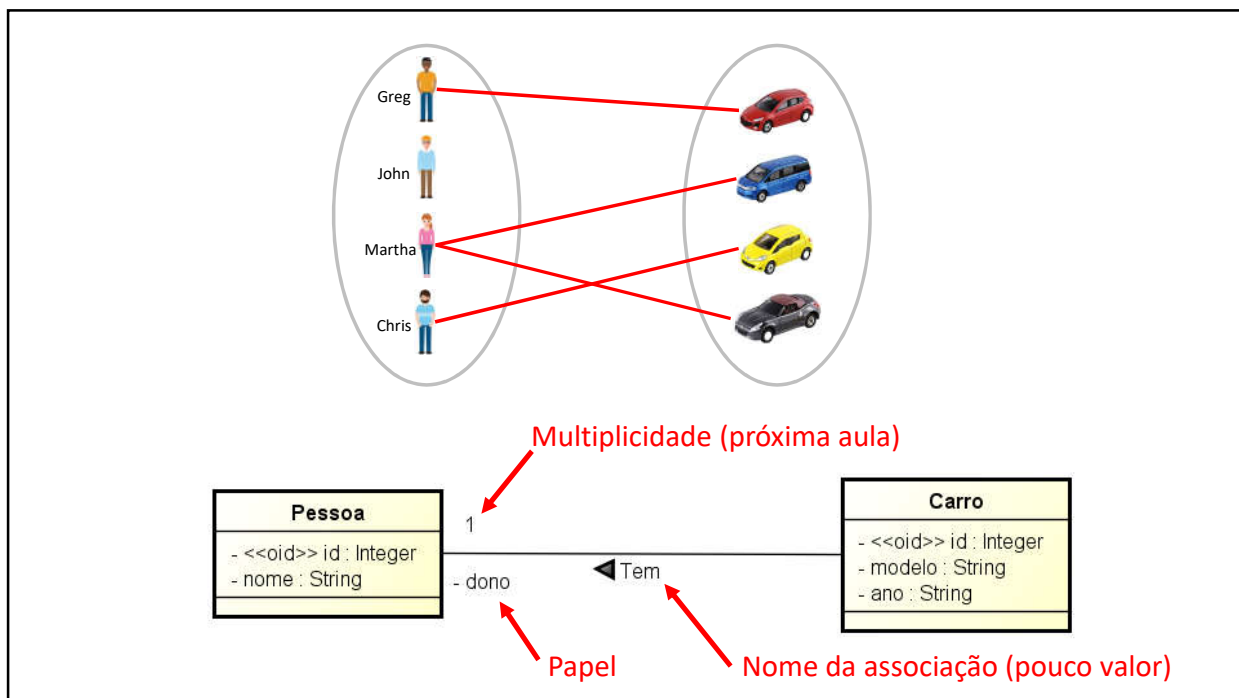 Greg
John
Martha
Chris
Multiplicidade (próxima aula)
Pessoa
- <<oid>> id : Integer
- nome : String
1
- dono
Tem
Carro
- <<oid>> id : Integer
- modelo : String
- ano : String
Papel
Nome da associação (pouco valor)